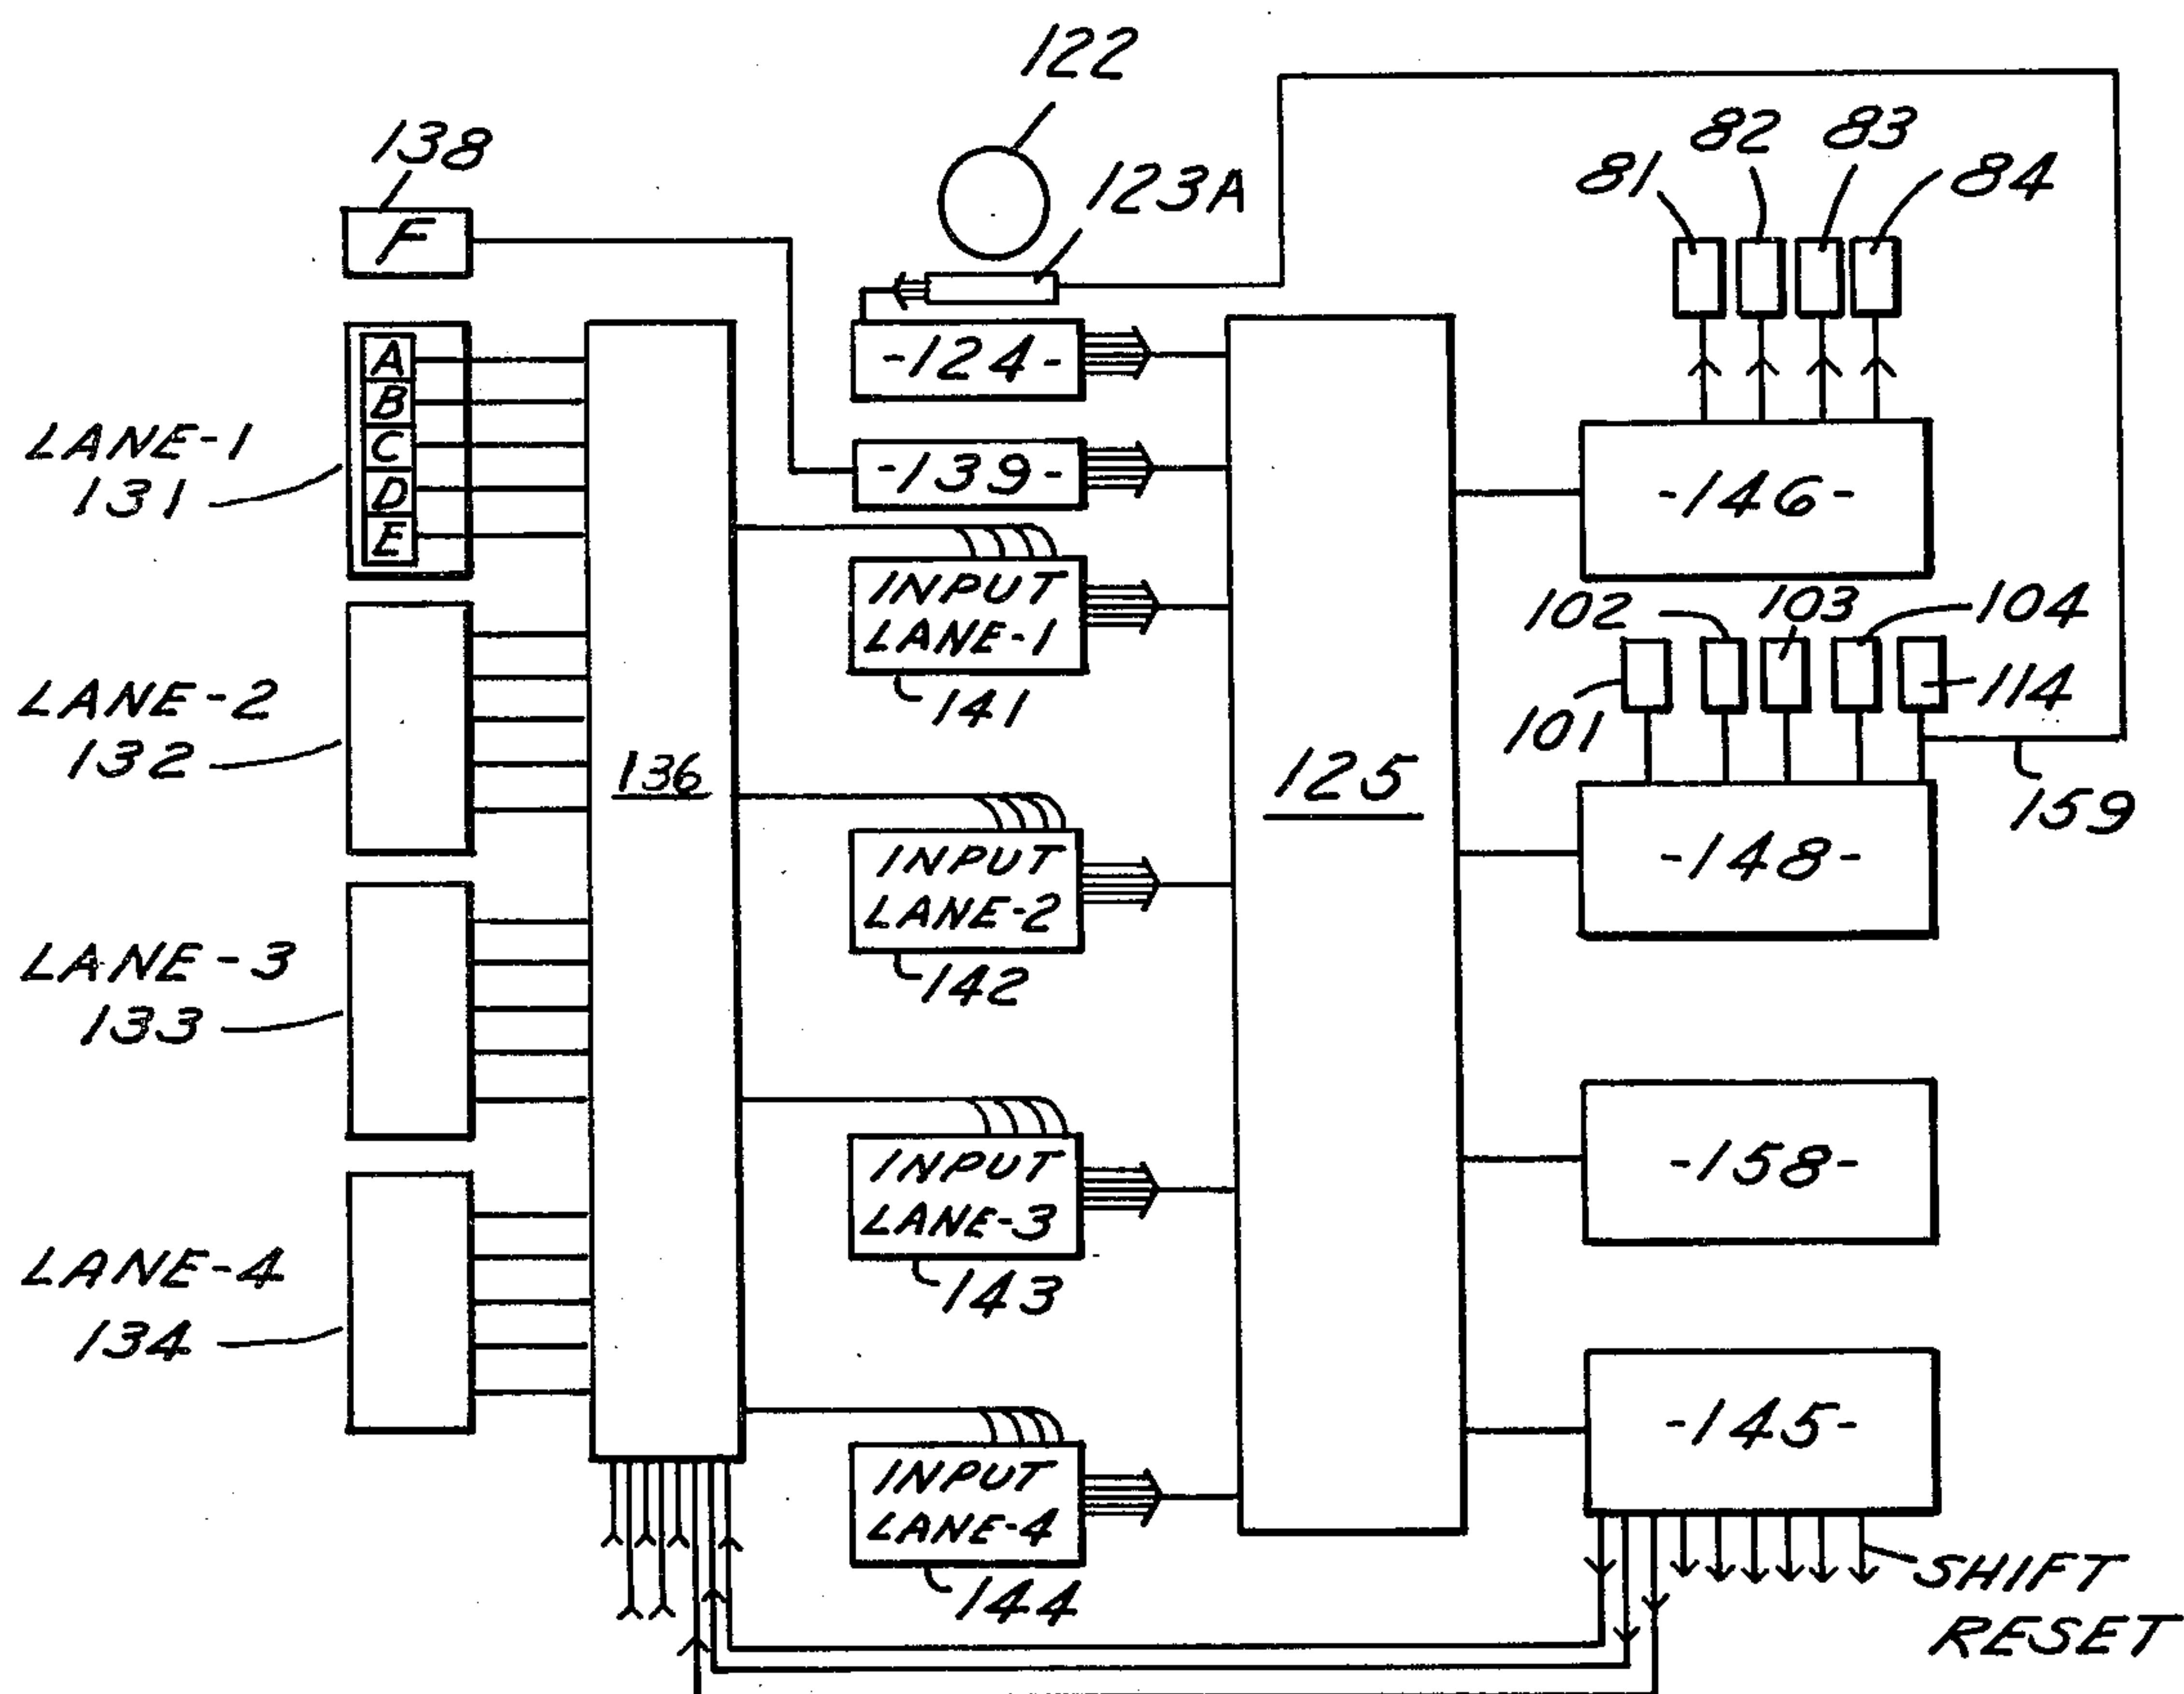 122
138
123A
82
83
81
84
F
-124-
A
B
C
D
E
LANE-1
131
-139-
-146-
INPUT
LANE-1
141
102
103
104
101
114
159
LANE-2
132
136
125
INPUT
LANE-2
142
-148-
LANE-3
133
INPUT
LANE-3
143
-158-
LANE-4
134
INPUT
LANE-4
144
-145-
SHIFT
RESET